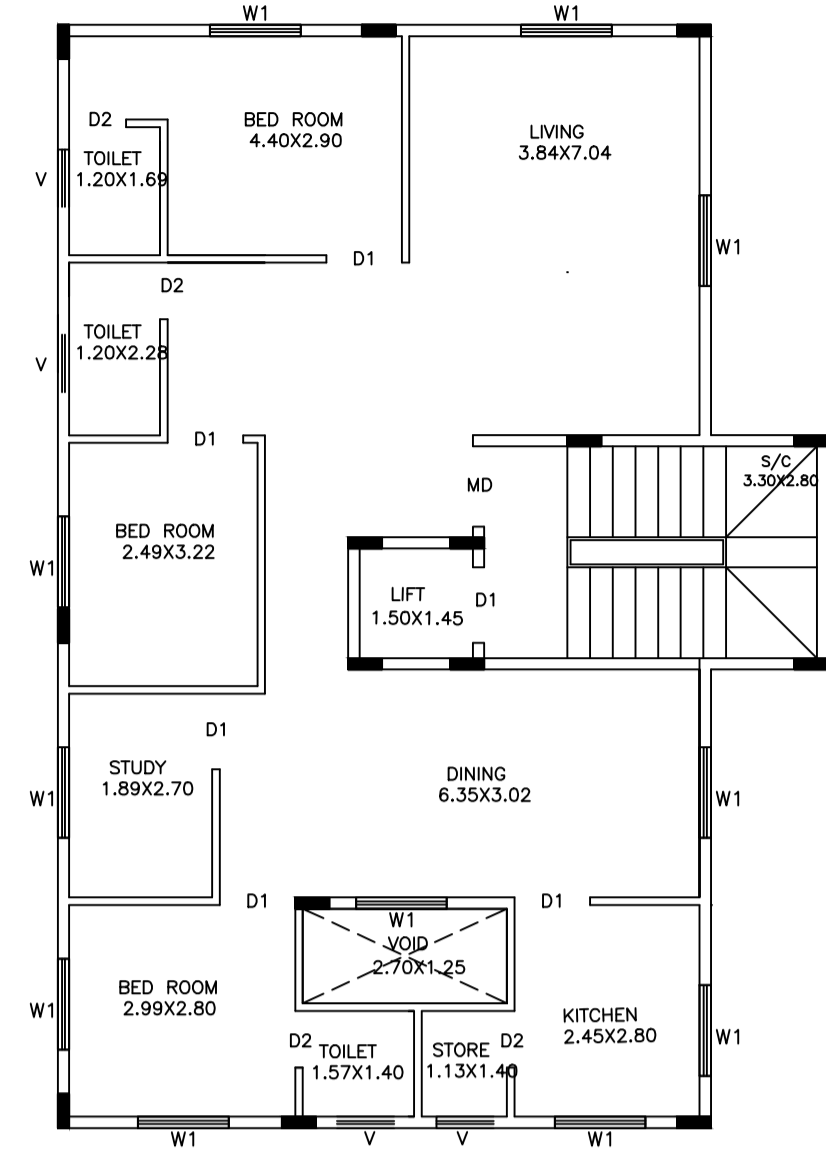 W1
W1
D2
BED ROOM
4.40X2.90
LIVING
3.84X7.04
TOILET
1.20X1.69
V
W1
D1
D2
TOILET
1.20X2.28
V
D1
S/C
3.30X2.80
MD
BED ROOM
2.49X3.22
W1
LIFT
1.50X1.45
D1
D1
STUDY
1.89X2.70
DINING
6.35X3.02
W1
W1
D1
D1
W1
VOID
2.70X1.25
BED ROOM
2.99X2.80
W1
KITCHEN
2.45X2.80
W1
D2
TOILET
1.57X1.40
STORE
1.13X1.40
D2
W1
V
V
W1